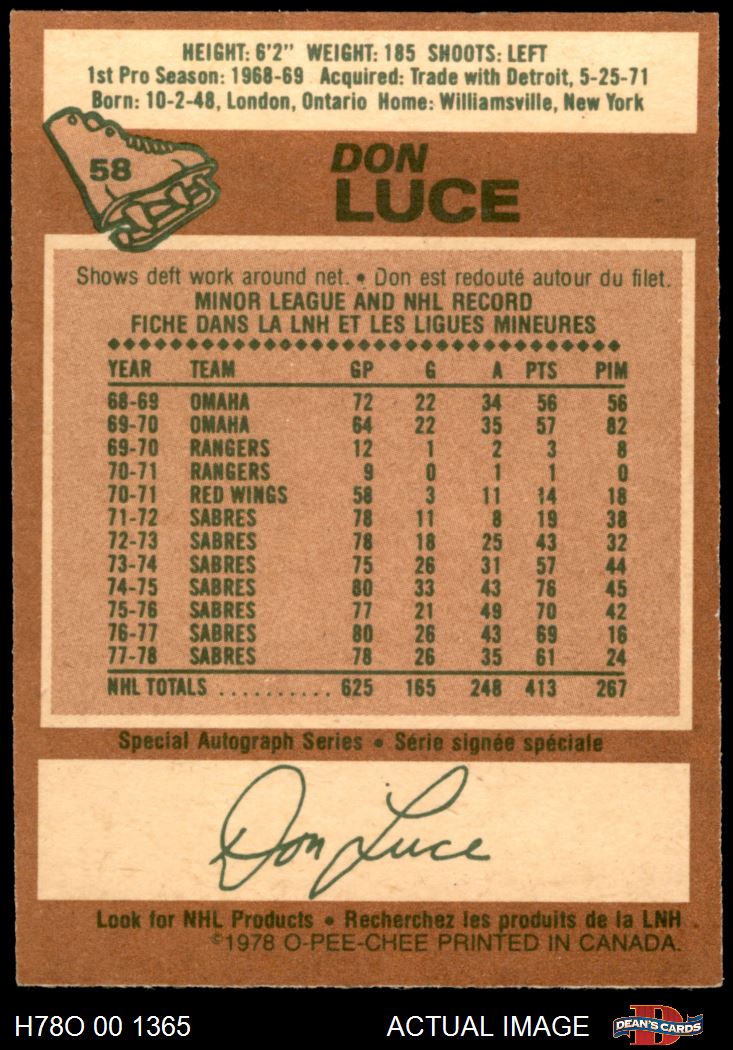 HEIGHT: 6'2" WEIGHT: 185 SHOOTS: LEFT
1st Pro Season: 1968-69 Acquired: Trade with Detroit, 5-25-71
Born: 10-2-48, London, Ontario Home: Williamsville, New York
58
DON
LUCE
Shows deft work around net. • Don est redouté autour du filet.
MINOR LEAGUE AND NHL RECORD
FICHE DANS LA LNH ET LES LIGUES MINEURES
YEAR TEAM GP G A PTS PIM
68-69 OMAHA 72 22 34 56 56
69-70 OMAHA 64 22 35 57 82
69-70 RANGERS 12 1 2 3 8
70-71 RANGERS 9 0 1 1 0
70-71 RED WINGS 58 3 11 14 18
71-72 SABRES 78 11 8 19 38
72-73 SABRES 78 18 25 43 32
73-74 SABRES 75 26 31 57 44
74-75 SABRES 80 33 43 76 45
75-76 SABRES 77 21 49 70 42
76-77 SABRES 80 26 43 69 16
77-78 SABRES 78 26 35 61 24
NHL TOTALS .......... 625 165 248 413 267
Special Autograph Series • Série signée spéciale
Don Luce
Look for NHL Products • Recherchez les produits de la LNH
©1978 O-PEE-CHEE PRINTED IN CANADA.
H78O 00 1365 ACTUAL IMAGE DEAN'S CARDS